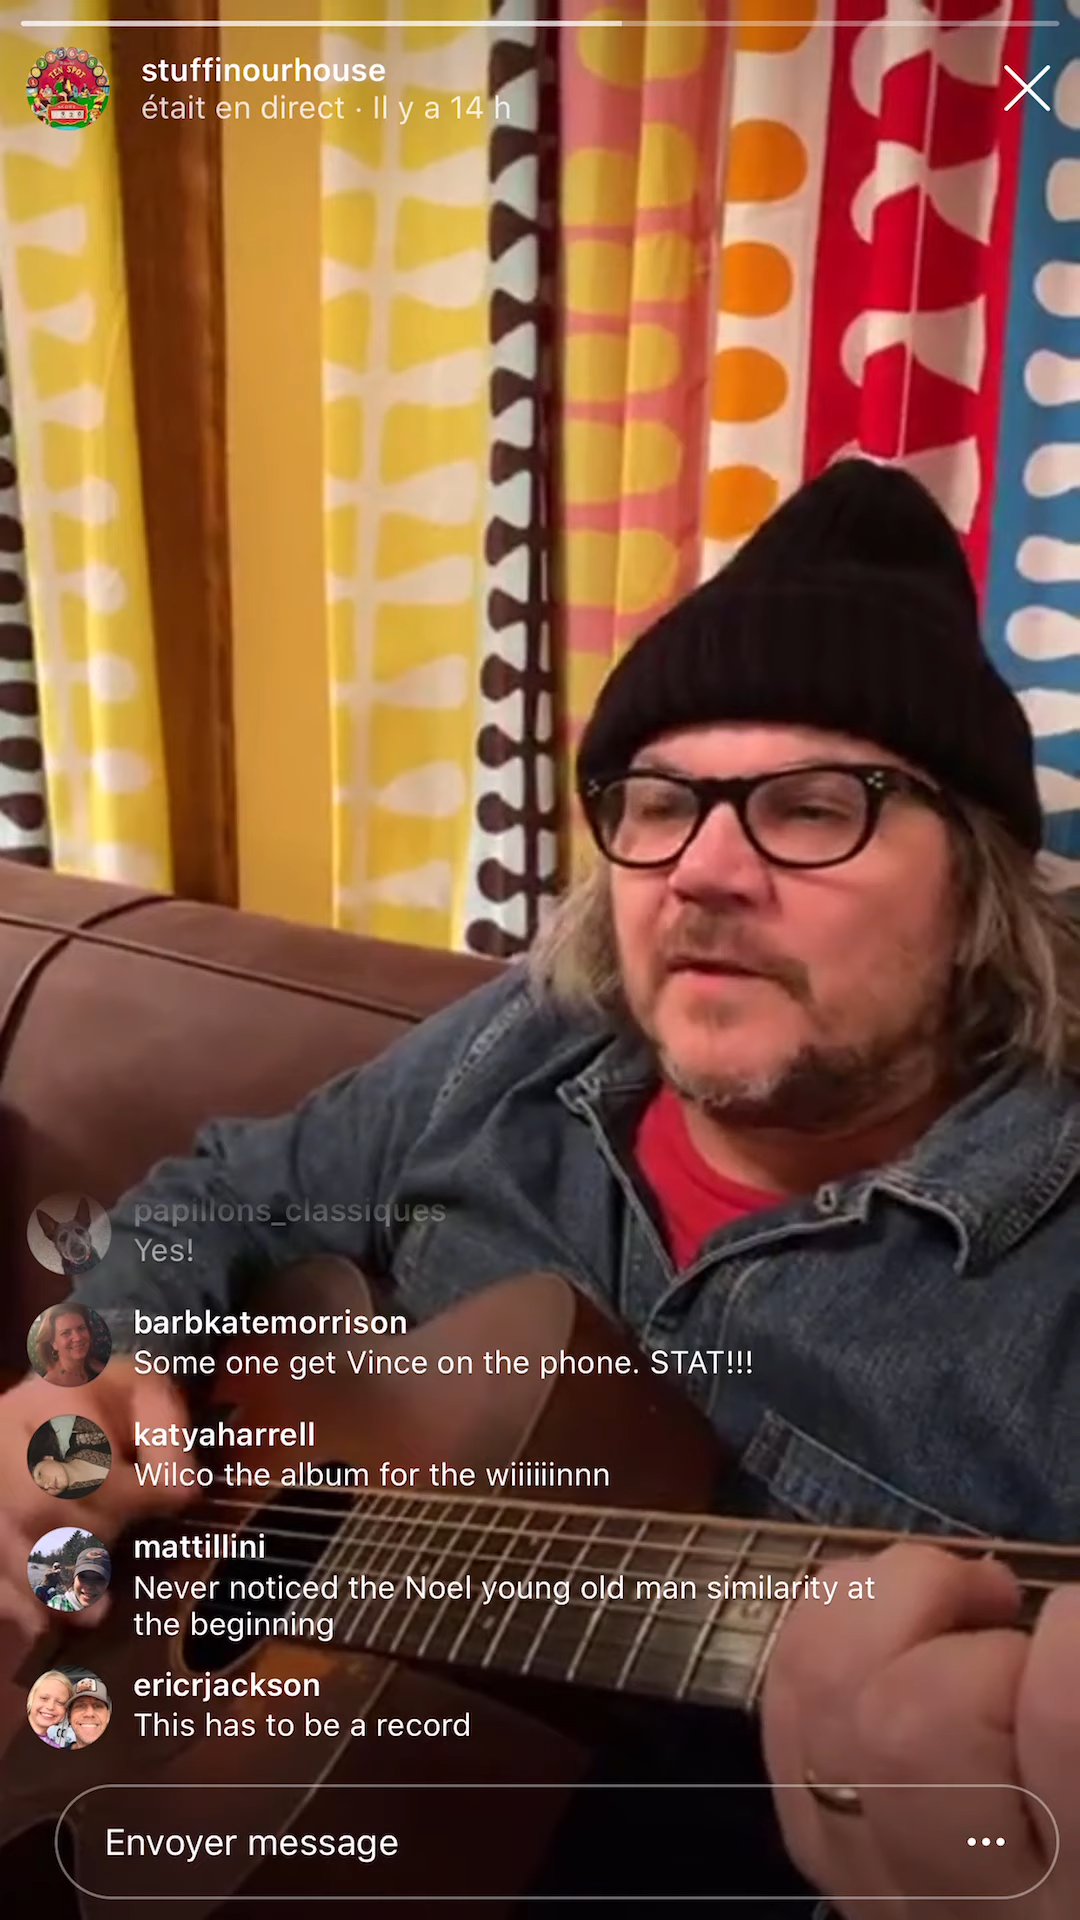 stuffinourhouse
était en direct · Il y a 14 h
TEN SPOT
papillons_classiques
Yes!
barbkatemorrison
Some one get Vince on the phone. STAT!!!
katyaharrell
Wilco the album for the wiiiiiinnn
mattillini
Never noticed the Noel young old man similarity at
the beginning
ericrjackson
This has to be a record
Envoyer message